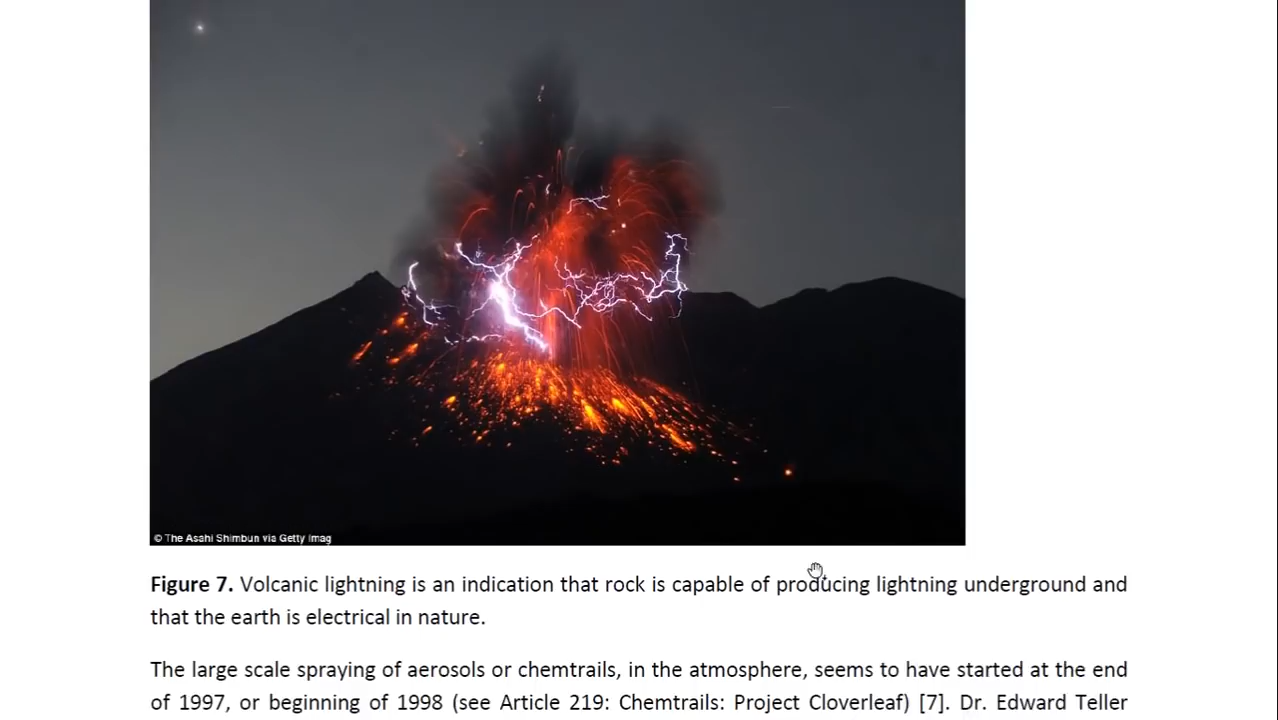 © The Asahi Shimbun via Getty Imag
Figure 7. Volcanic lightning is an indication that rock is capable of producing lightning underground and
that the earth is electrical in nature.
The large scale spraying of aerosols or chemtrails, in the atmosphere, seems to have started at the end
of 1997, or beginning of 1998 (see Article 219: Chemtrails: Project Cloverleaf) [7]. Dr. Edward Teller